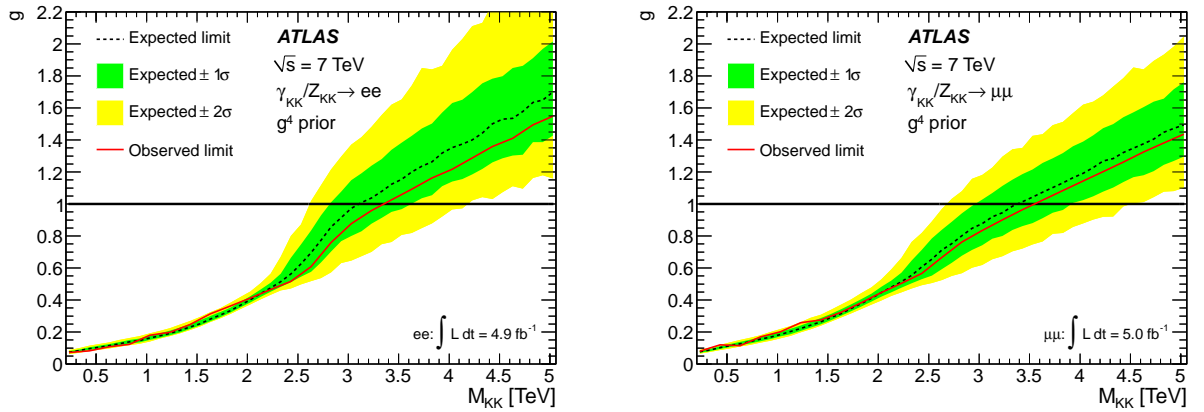 g
2.2
2
1.8
1.6
1.4
1.2
1
0.8
0.6
0.4
0.2
0
Expected limit
Expected ± 1σ
Expected ± 2σ
Observed limit
ATLAS
√s = 7 TeV
γKK/ZKK→ ee
g⁴ prior
ee: ∫ L dt = 4.9 fb⁻¹
0.5 1 1.5 2 2.5 3 3.5 4 4.5 5
MKK [TeV]
g
2.2
2
1.8
1.6
1.4
1.2
1
0.8
0.6
0.4
0.2
0
Expected limit
Expected ± 1σ
Expected ± 2σ
Observed limit
ATLAS
√s = 7 TeV
γKK/ZKK→ μμ
g⁴ prior
μμ: ∫ L dt = 5.0 fb⁻¹
0.5 1 1.5 2 2.5 3 3.5 4 4.5 5
MKK [TeV]